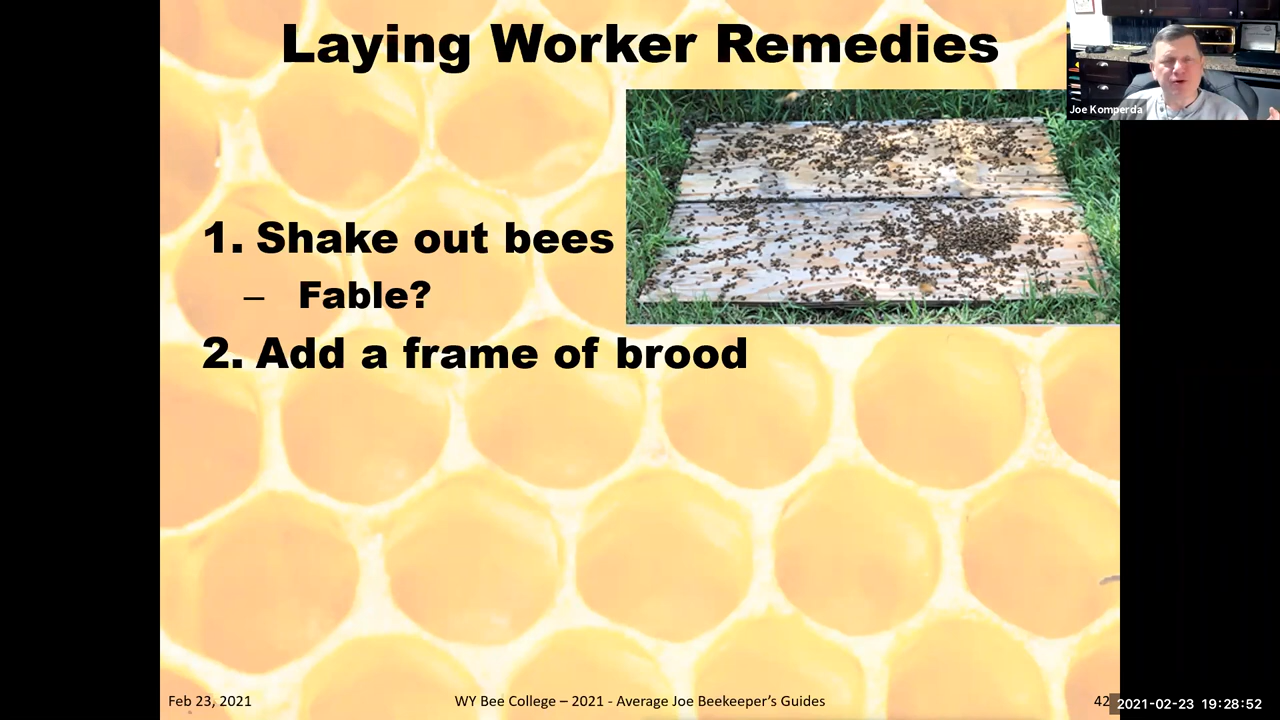 Laying Worker Remedies
Joe Komperda
1. Shake out bees
– Fable?
2. Add a frame of brood
Feb 23, 2021
WY Bee College – 2021 - Average Joe Beekeeper's Guides
42
2021-02-23 19:28:52